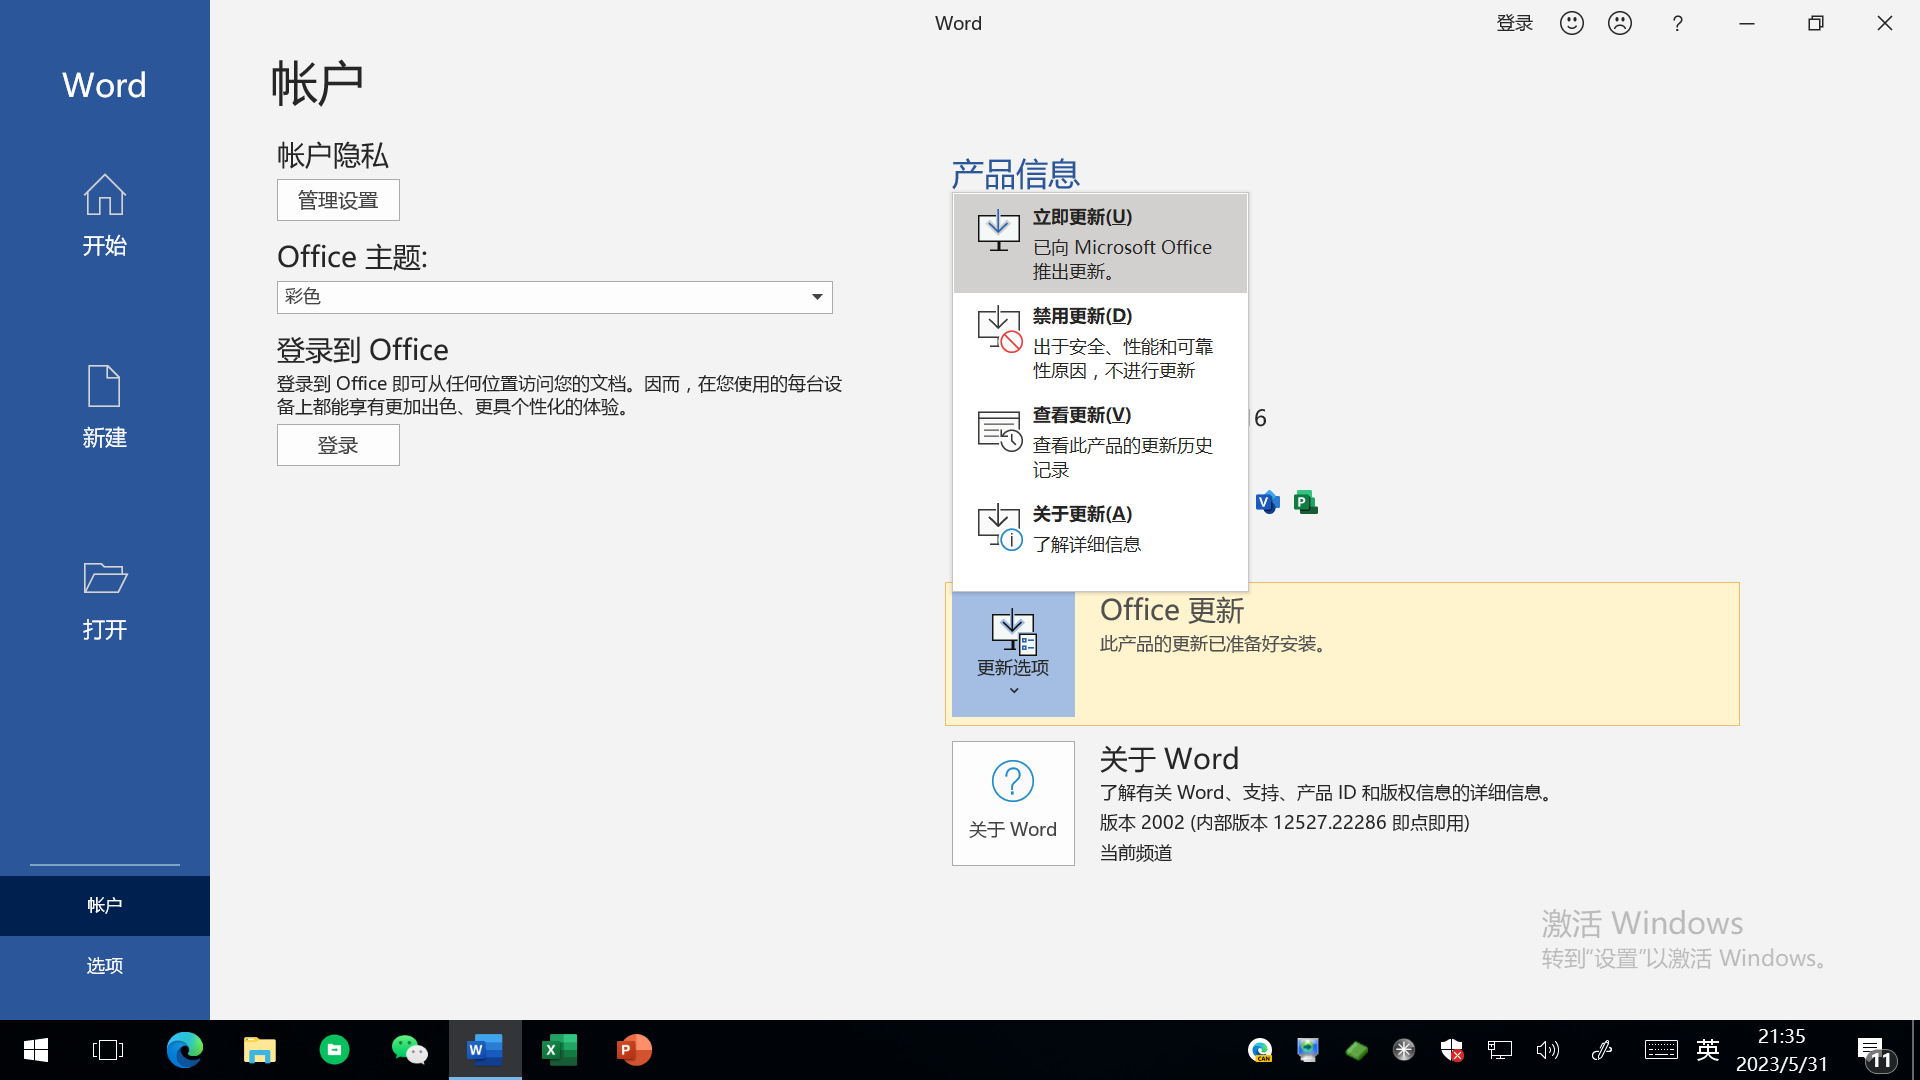 Word
登录
?
Word
开始
新建
打开
帐户
选项
帐户
帐户隐私
管理设置
Office 主题:
彩色
登录到 Office
登录到 Office 即可从任何位置访问您的文档。因而，在您使用的每台设
备上都能享有更加出色、更具个性化的体验。
登录
产品信息
立即更新(U)
已向 Microsoft Office
推出更新。
禁用更新(D)
出于安全、性能和可靠
性原因，不进行更新
查看更新(V)
查看此产品的更新历史
记录
关于更新(A)
了解详细信息
6
更新选项
Office 更新
此产品的更新已准备好安装。
关于 Word
关于 Word
了解有关 Word、支持、产品 ID 和版权信息的详细信息。
版本 2002 (内部版本 12527.22286 即点即用)
当前频道
激活 Windows
转到"设置"以激活 Windows。
英
21:35
2023/5/31
11